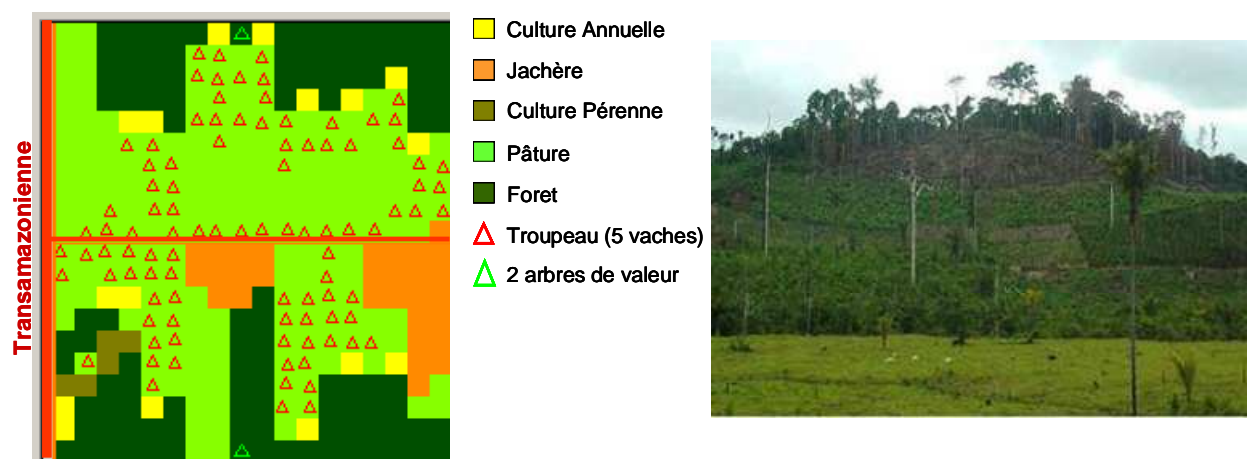 Transamazonienne
Culture Annuelle
Jachère
Culture Pérenne
Pâture
Foret
Troupeau (5 vaches)
2 arbres de valeur